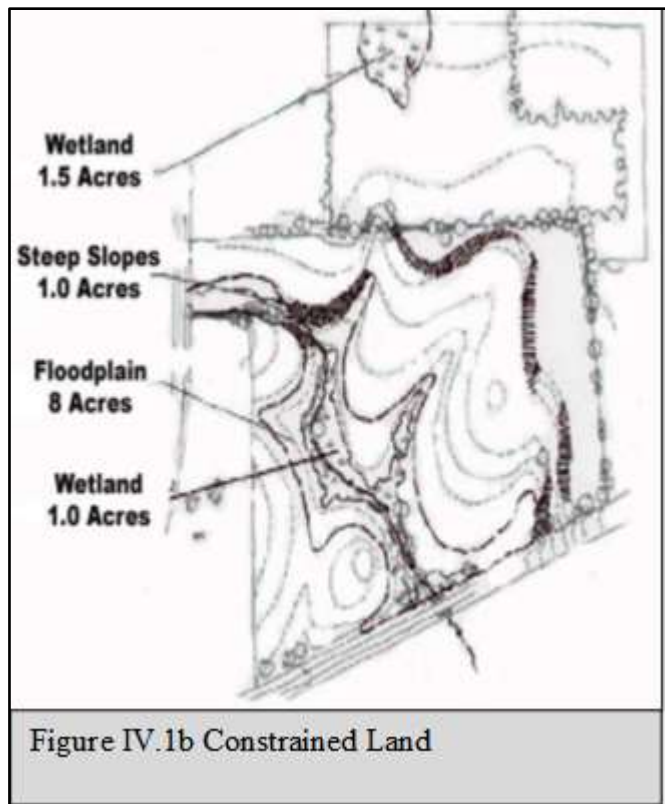 Wetland
1.5 Acres
Steep Slopes
1.0 Acres
Floodplain
8 Acres
Wetland
1.0 Acres
Figure IV.1b Constrained Land